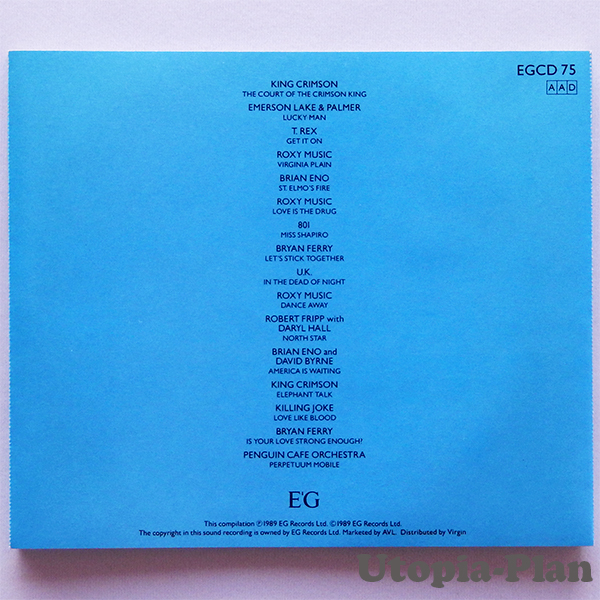 EGCD 75
AAD
KING CRIMSON
THE COURT OF THE CRIMSON KING
EMERSON LAKE & PALMER
LUCKY MAN
T. REX
GET IT ON
ROXY MUSIC
VIRGINIA PLAIN
BRIAN ENO
ST. ELMO'S FIRE
ROXY MUSIC
LOVE IS THE DRUG
801
MISS SHAPIRO
BRYAN FERRY
LET'S STICK TOGETHER
U.K.
IN THE DEAD OF NIGHT
ROXY MUSIC
DANCE AWAY
ROBERT FRIPP with
DARYL HALL
NORTH STAR
BRIAN ENO and
DAVID BYRNE
AMERICA IS WAITING
KING CRIMSON
ELEPHANT TALK
KILLING JOKE
LOVE LIKE BLOOD
BRYAN FERRY
IS YOUR LOVE STRONG ENOUGH?
PENGUIN CAFE ORCHESTRA
PERPETUUM MOBILE
E'G
This compilation ℗1989 EG Records Ltd. ©1989 EG Records Ltd.
The copyright in this sound recording is owned by EG Records Ltd. Marketed by AVL. Distributed by Virgin
Utopia-Plan